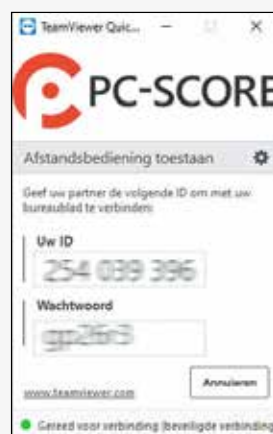 TeamViewer Quic...
PC-SCORE
Afstandsbediening toestaan
Geef uw partner de volgende ID om met uw
bureaublad te verbinden:
Uw ID
254 039 396
Wachtwoord
www.teamviewer.com
Annuleren
Gereed voor verbinding (beveiligde verbinding